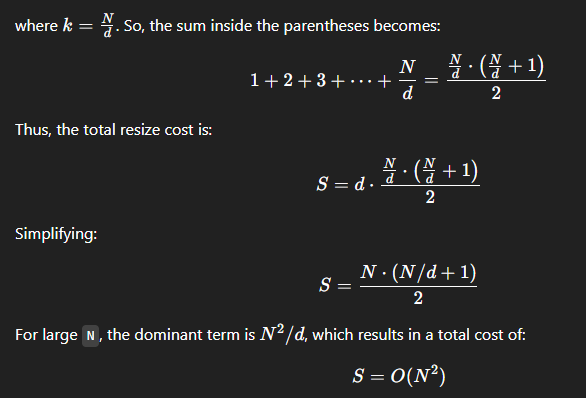 where k = N/d. So, the sum inside the parentheses becomes:
1 + 2 + 3 + ⋯ + N/d = (N/d · (N/d + 1))/2
Thus, the total resize cost is:
S = d · (N/d · (N/d + 1))/2
Simplifying:
S = (N · (N/d + 1))/2
For large N, the dominant term is N²/d, which results in a total cost of:
S = O(N²)